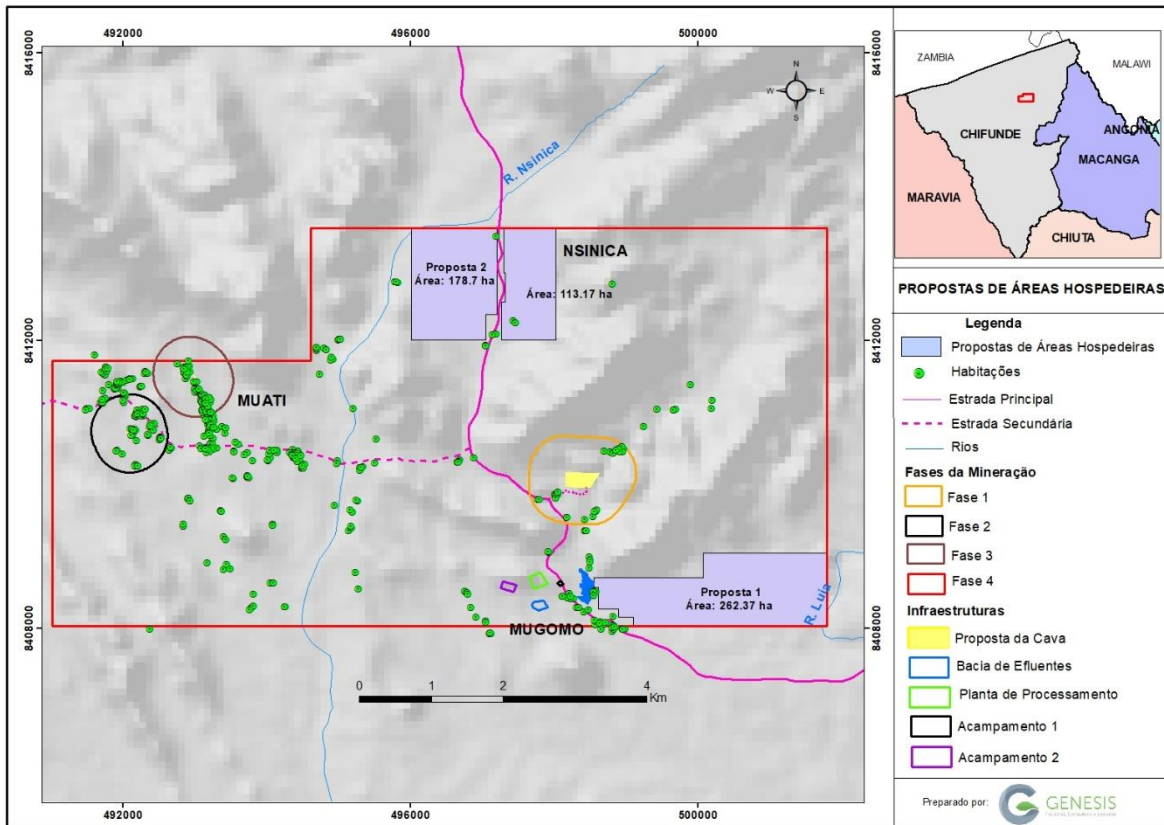 492000
496000
500000
8416000
8416000
8412000
8412000
8408000
8408000
N
W
E
S
R. Nsinica
NSINICA
Proposta 2
Área: 178.7 ha
Área: 113.17 ha
MUATI
Proposta 1
Área: 262.37 ha
R. Luia
MUGOMO
0
1
2
4
Km
492000
496000
500000
ZAMBIA
MALAWI
CHIFUNDE
ANGONIA
MACANGA
MARAVIA
CHIUTA
PROPOSTAS DE ÁREAS HOSPEDEIRAS
Legenda
Propostas de Áreas Hospedeiras
Habitações
Estrada Principal
Estrada Secundária
Rios
Fases da Mineração
Fase 1
Fase 2
Fase 3
Fase 4
Infraestruturas
Proposta da Cava
Bacia de Efluentes
Planta de Processamento
Acampamento 1
Acampamento 2
Preparado por:
GENESIS